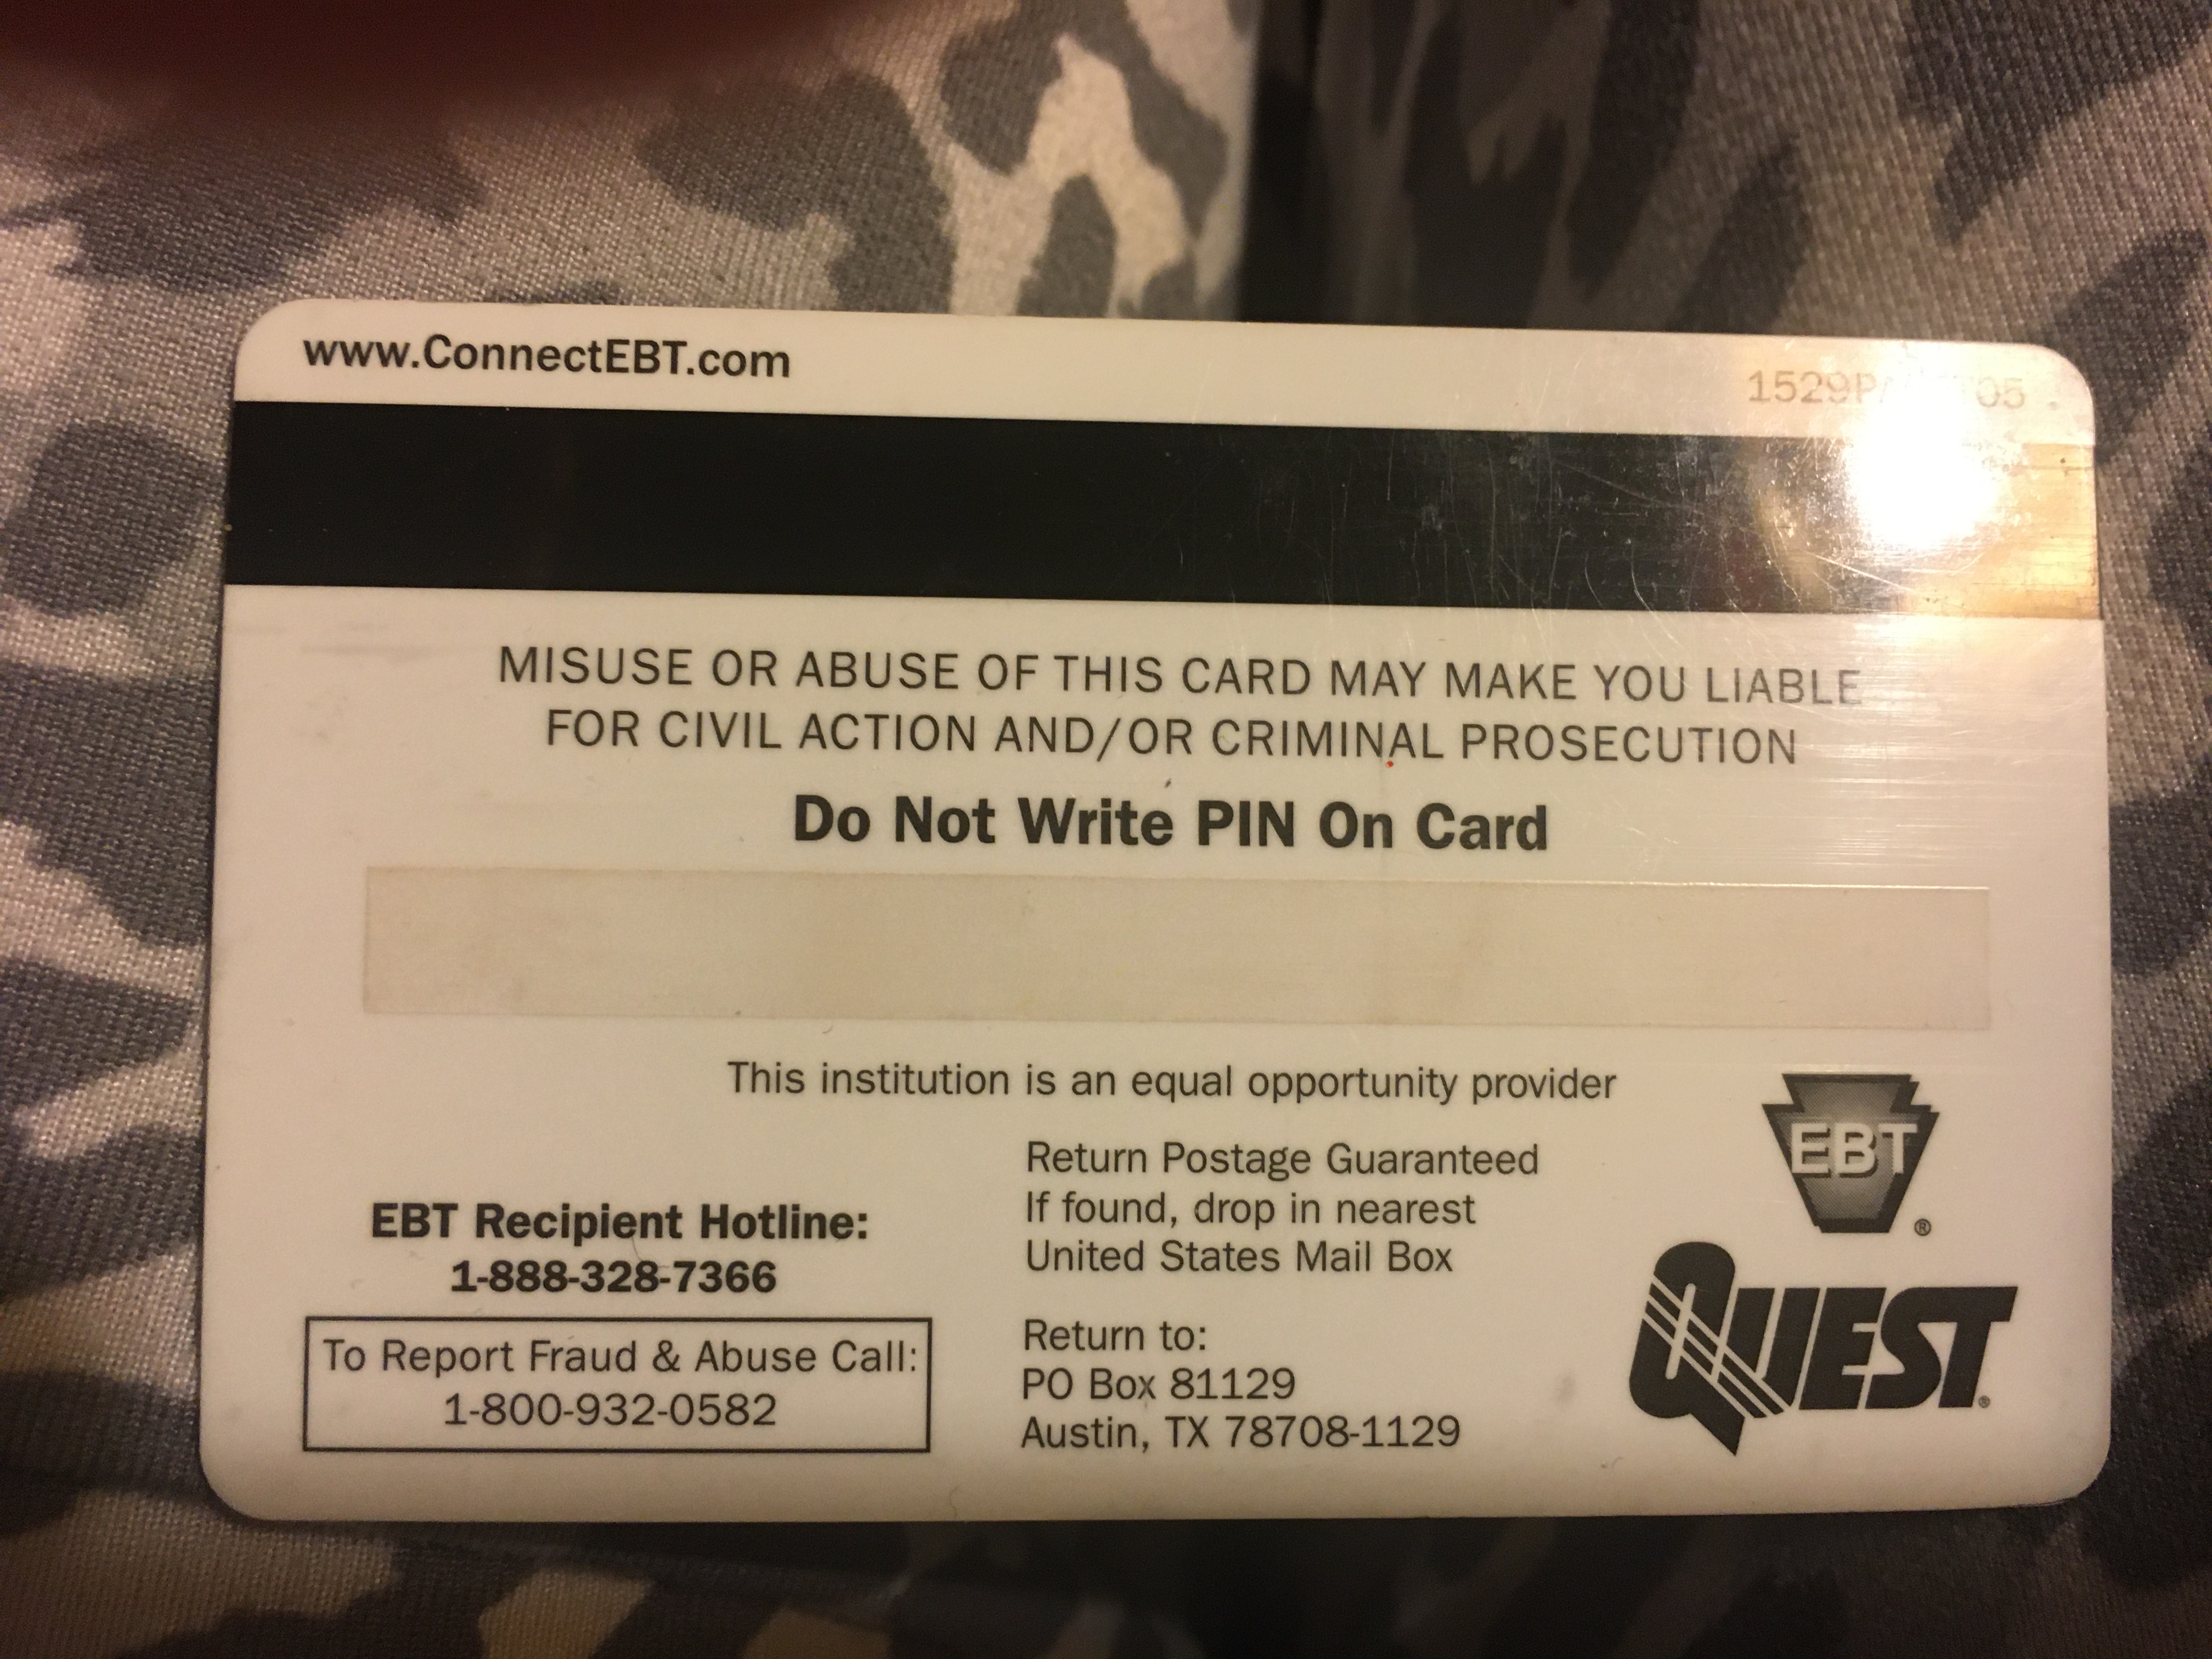 www.ConnectEBT.com
MISUSE OR ABUSE OF THIS CARD MAY MAKE YOU LIABLE
FOR CIVIL ACTION AND/OR CRIMINAL PROSECUTION
Do Not Write PIN On Card
This institution is an equal opportunity provider
EBT Recipient Hotline:
1-888-328-7366
To Report Fraud & Abuse Call:
1-800-932-0582
Return Postage Guaranteed
If found, drop in nearest
United States Mail Box
Return to:
PO Box 81129
Austin, TX 78708-1129
EBT®
QUEST®